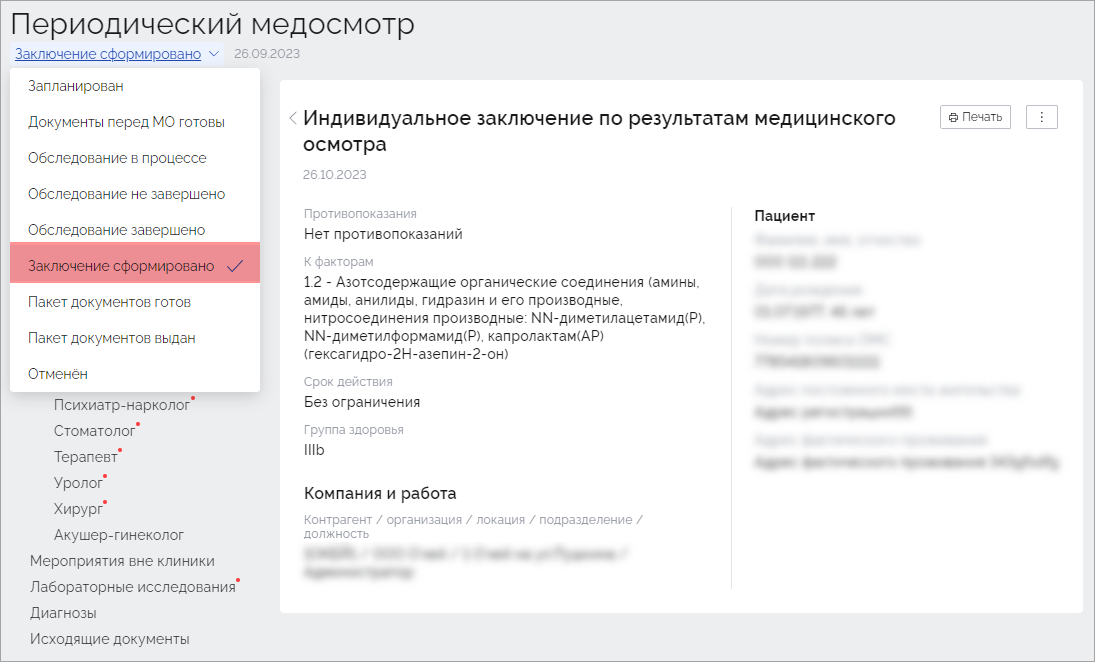 Периодический медосмотр
Заключение сформировано 26.09.2023
Запланирован
Документы перед МО готовы
Обследование в процессе
Обследование не завершено
Обследование завершено
Заключение сформировано
Пакет документов готов
Пакет документов выдан
Отменён
Психиатр-нарколог
Стоматолог
Терапевт
Уролог
Хирург
Акушер-гинеколог
Мероприятия вне клиники
Лабораторные исследования
Диагнозы
Исходящие документы
Индивидуальное заключение по результатам медицинского
осмотра
Печать
26.10.2023
Противопоказания
Нет противопоказаний
К факторам
1.2 - Азотсодержащие органические соединения (амины,
амиды, анилиды, гидразин и его производные,
нитросоединения производные: NN-диметилацетамид(Р),
NN-диметилформамид(Р), капролактам(АР)
(гексагидро-2Н-азепин-2-он)
Срок действия
Без ограничения
Группа здоровья
IIIb
Компания и работа
Контрагент / организация / локация / подразделение /
должность
Пациент